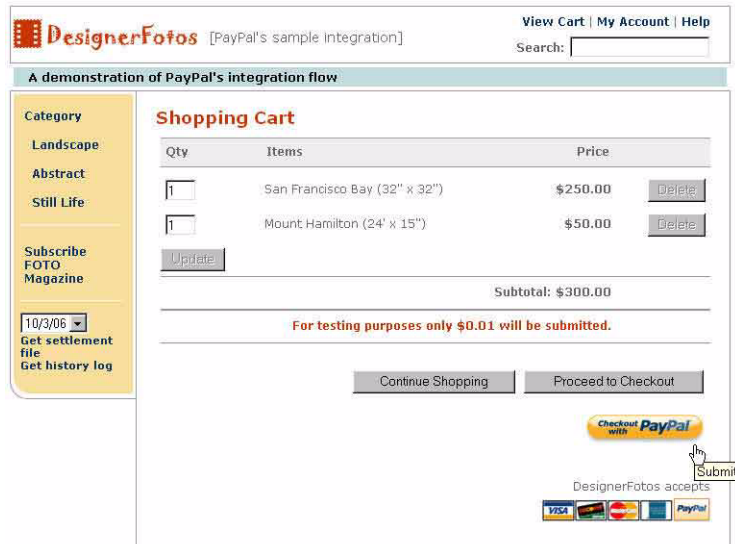 DesignerFotos [PayPal's sample integration]
View Cart | My Account | Help
Search:
A demonstration of PayPal's integration flow
Category
Landscape
Abstract
Still Life
Subscribe
FOTO
Magazine
10/3/06
Get settlement
file
Get history log
Shopping Cart
Qty Items Price
1 San Francisco Bay (32" x 32") $250.00 Delete
1 Mount Hamilton (24' x 15") $50.00 Delete
Update
Subtotal: $300.00
For testing purposes only $0.01 will be submitted.
Continue Shopping Proceed to Checkout
Checkout with PayPal
Submit
DesignerFotos accepts
VISA MasterCard PayPal